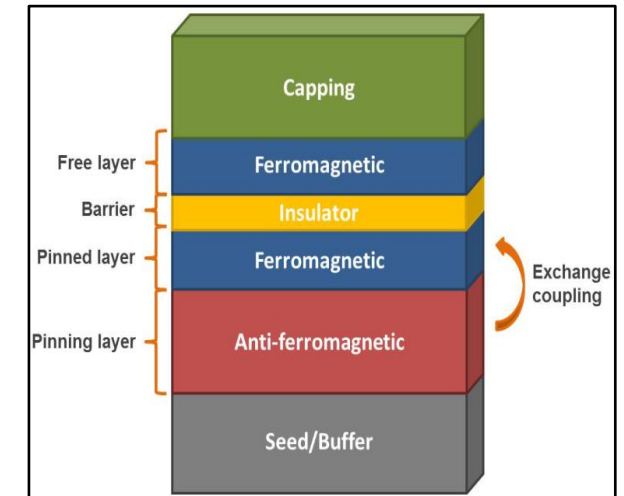 Capping
Free layer
Ferromagnetic
Barrier
Insulator
Pinned layer
Ferromagnetic
Exchange
coupling
Pinning layer
Anti-ferromagnetic
Seed/Buffer